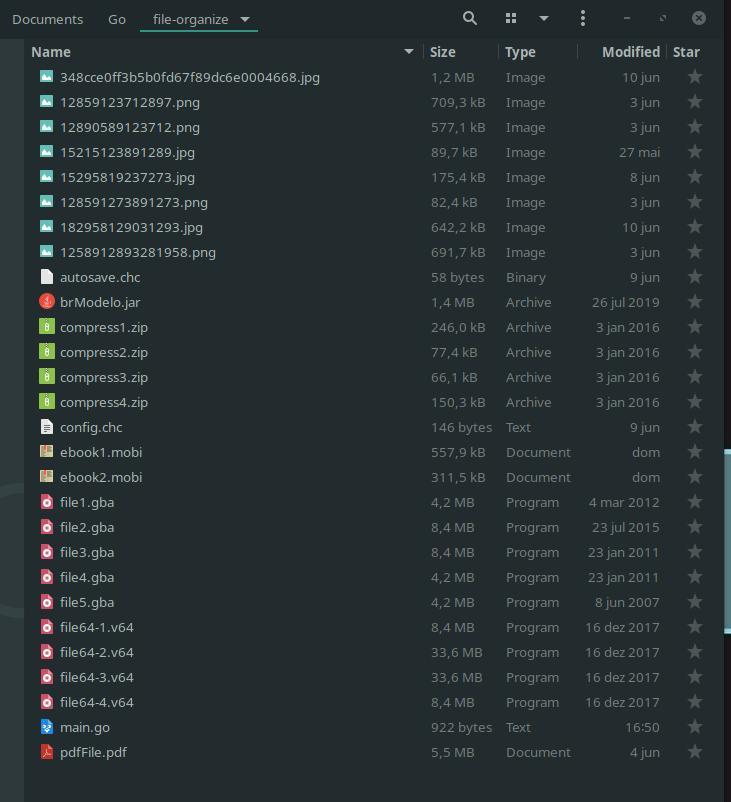 Documents Go file-organize
Name Size Type Modified Star
348cce0ff3b5b0fd67f89dc6e0004668.jpg 1,2 MB Image 10 jun
12859123712897.png 709,3 kB Image 3 jun
12890589123712.png 577,1 kB Image 3 jun
15215123891289.jpg 89,7 kB Image 27 mai
15295819237273.jpg 175,4 kB Image 8 jun
128591273891273.png 82,4 kB Image 3 jun
182958129031293.jpg 642,2 kB Image 10 jun
1258912893281958.png 691,7 kB Image 3 jun
autosave.chc 58 bytes Binary 9 jun
brModelo.jar 1,4 MB Archive 26 jul 2019
compress1.zip 246,0 kB Archive 3 jan 2016
compress2.zip 77,4 kB Archive 3 jan 2016
compress3.zip 66,1 kB Archive 3 jan 2016
compress4.zip 150,3 kB Archive 3 jan 2016
config.chc 146 bytes Text 9 jun
ebook1.mobi 557,9 kB Document dom
ebook2.mobi 311,5 kB Document dom
file1.gba 4,2 MB Program 4 mar 2012
file2.gba 8,4 MB Program 23 jul 2015
file3.gba 8,4 MB Program 23 jan 2011
file4.gba 4,2 MB Program 23 jan 2011
file5.gba 4,2 MB Program 8 jun 2007
file64-1.v64 8,4 MB Program 16 dez 2017
file64-2.v64 33,6 MB Program 16 dez 2017
file64-3.v64 33,6 MB Program 16 dez 2017
file64-4.v64 8,4 MB Program 16 dez 2017
main.go 922 bytes Text 16:50
pdfFile.pdf 5,5 MB Document 4 jun